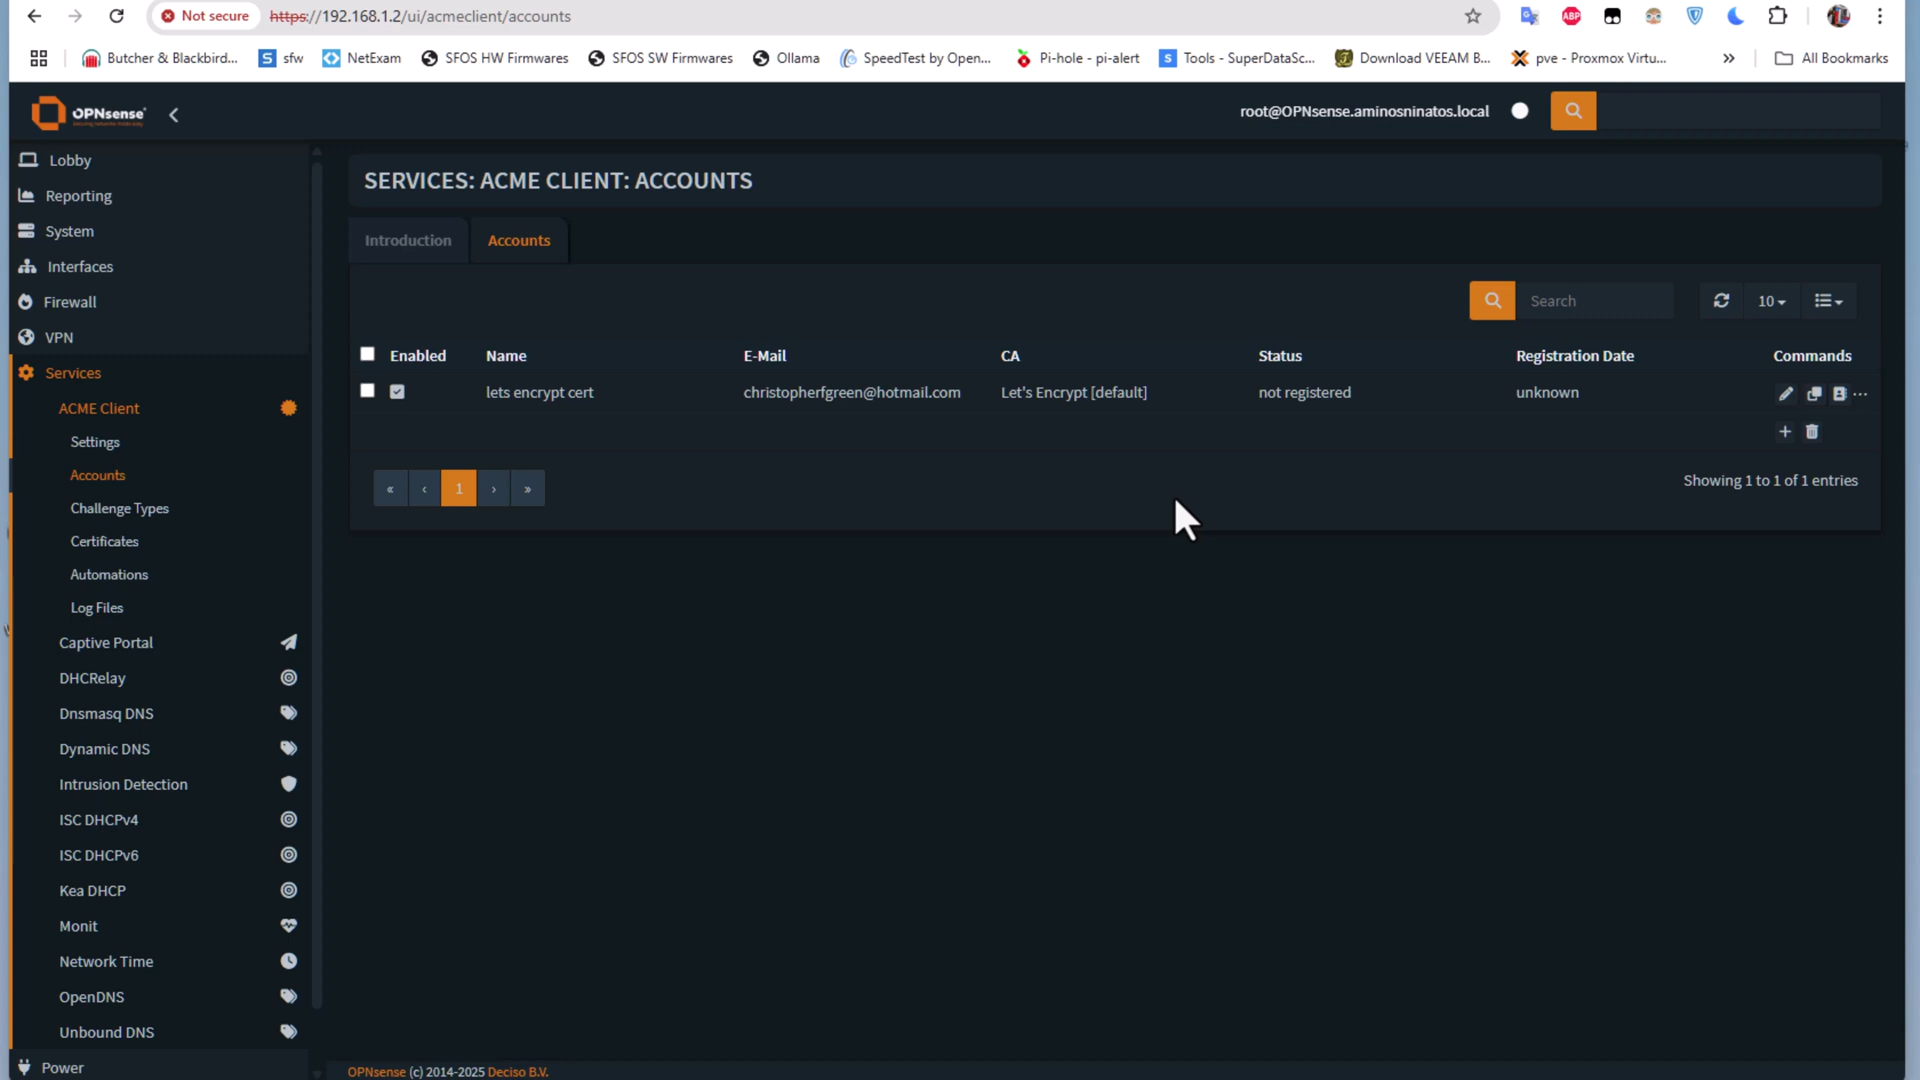 Not secure
https://192.168.1.2/ui/acmeclient/accounts
ABP
Butcher & Blackbird...
S
sfw
NetExam
SFOS HW Firmwares
SFOS SW Firmwares
Ollama
SpeedTest by Open...
Pi-hole - pi-alert
S
Tools - SuperDataSc...
Download VEEAM B...
pve - Proxmox Virtu...
»
All Bookmarks
OPNsense
root@OPNsense.aminosninatos.local
Lobby
Reporting
System
Interfaces
Firewall
VPN
Services
ACME Client
Settings
Accounts
Challenge Types
Certificates
Automations
Log Files
Captive Portal
DHCRelay
Dnsmasq DNS
Dynamic DNS
Intrusion Detection
ISC DHCPv4
ISC DHCPv6
Kea DHCP
Monit
Network Time
OpenDNS
Unbound DNS
Power
SERVICES: ACME CLIENT: ACCOUNTS
Introduction
Accounts
Search
10
Enabled Name E-Mail CA Status Registration Date Commands
lets encrypt cert christopherfgreen@hotmail.com Let's Encrypt [default] not registered unknown
« ‹ 1 › »
Showing 1 to 1 of 1 entries
OPNsense (c) 2014-2025 Deciso B.V.